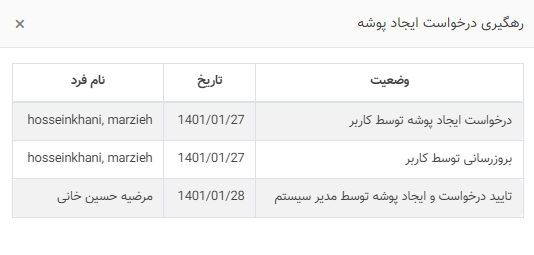 رهگیری درخواست ایجاد پوشه ×
وضعیت تاریخ نام فرد
درخواست ایجاد پوشه توسط کاربر 1401/01/27 hosseinkhani, marzieh
بروزرسانی توسط کاربر 1401/01/27 hosseinkhani, marzieh
تایید درخواست و ایجاد پوشه توسط مدیر سیستم 1401/01/28 مرضیه حسین خانی